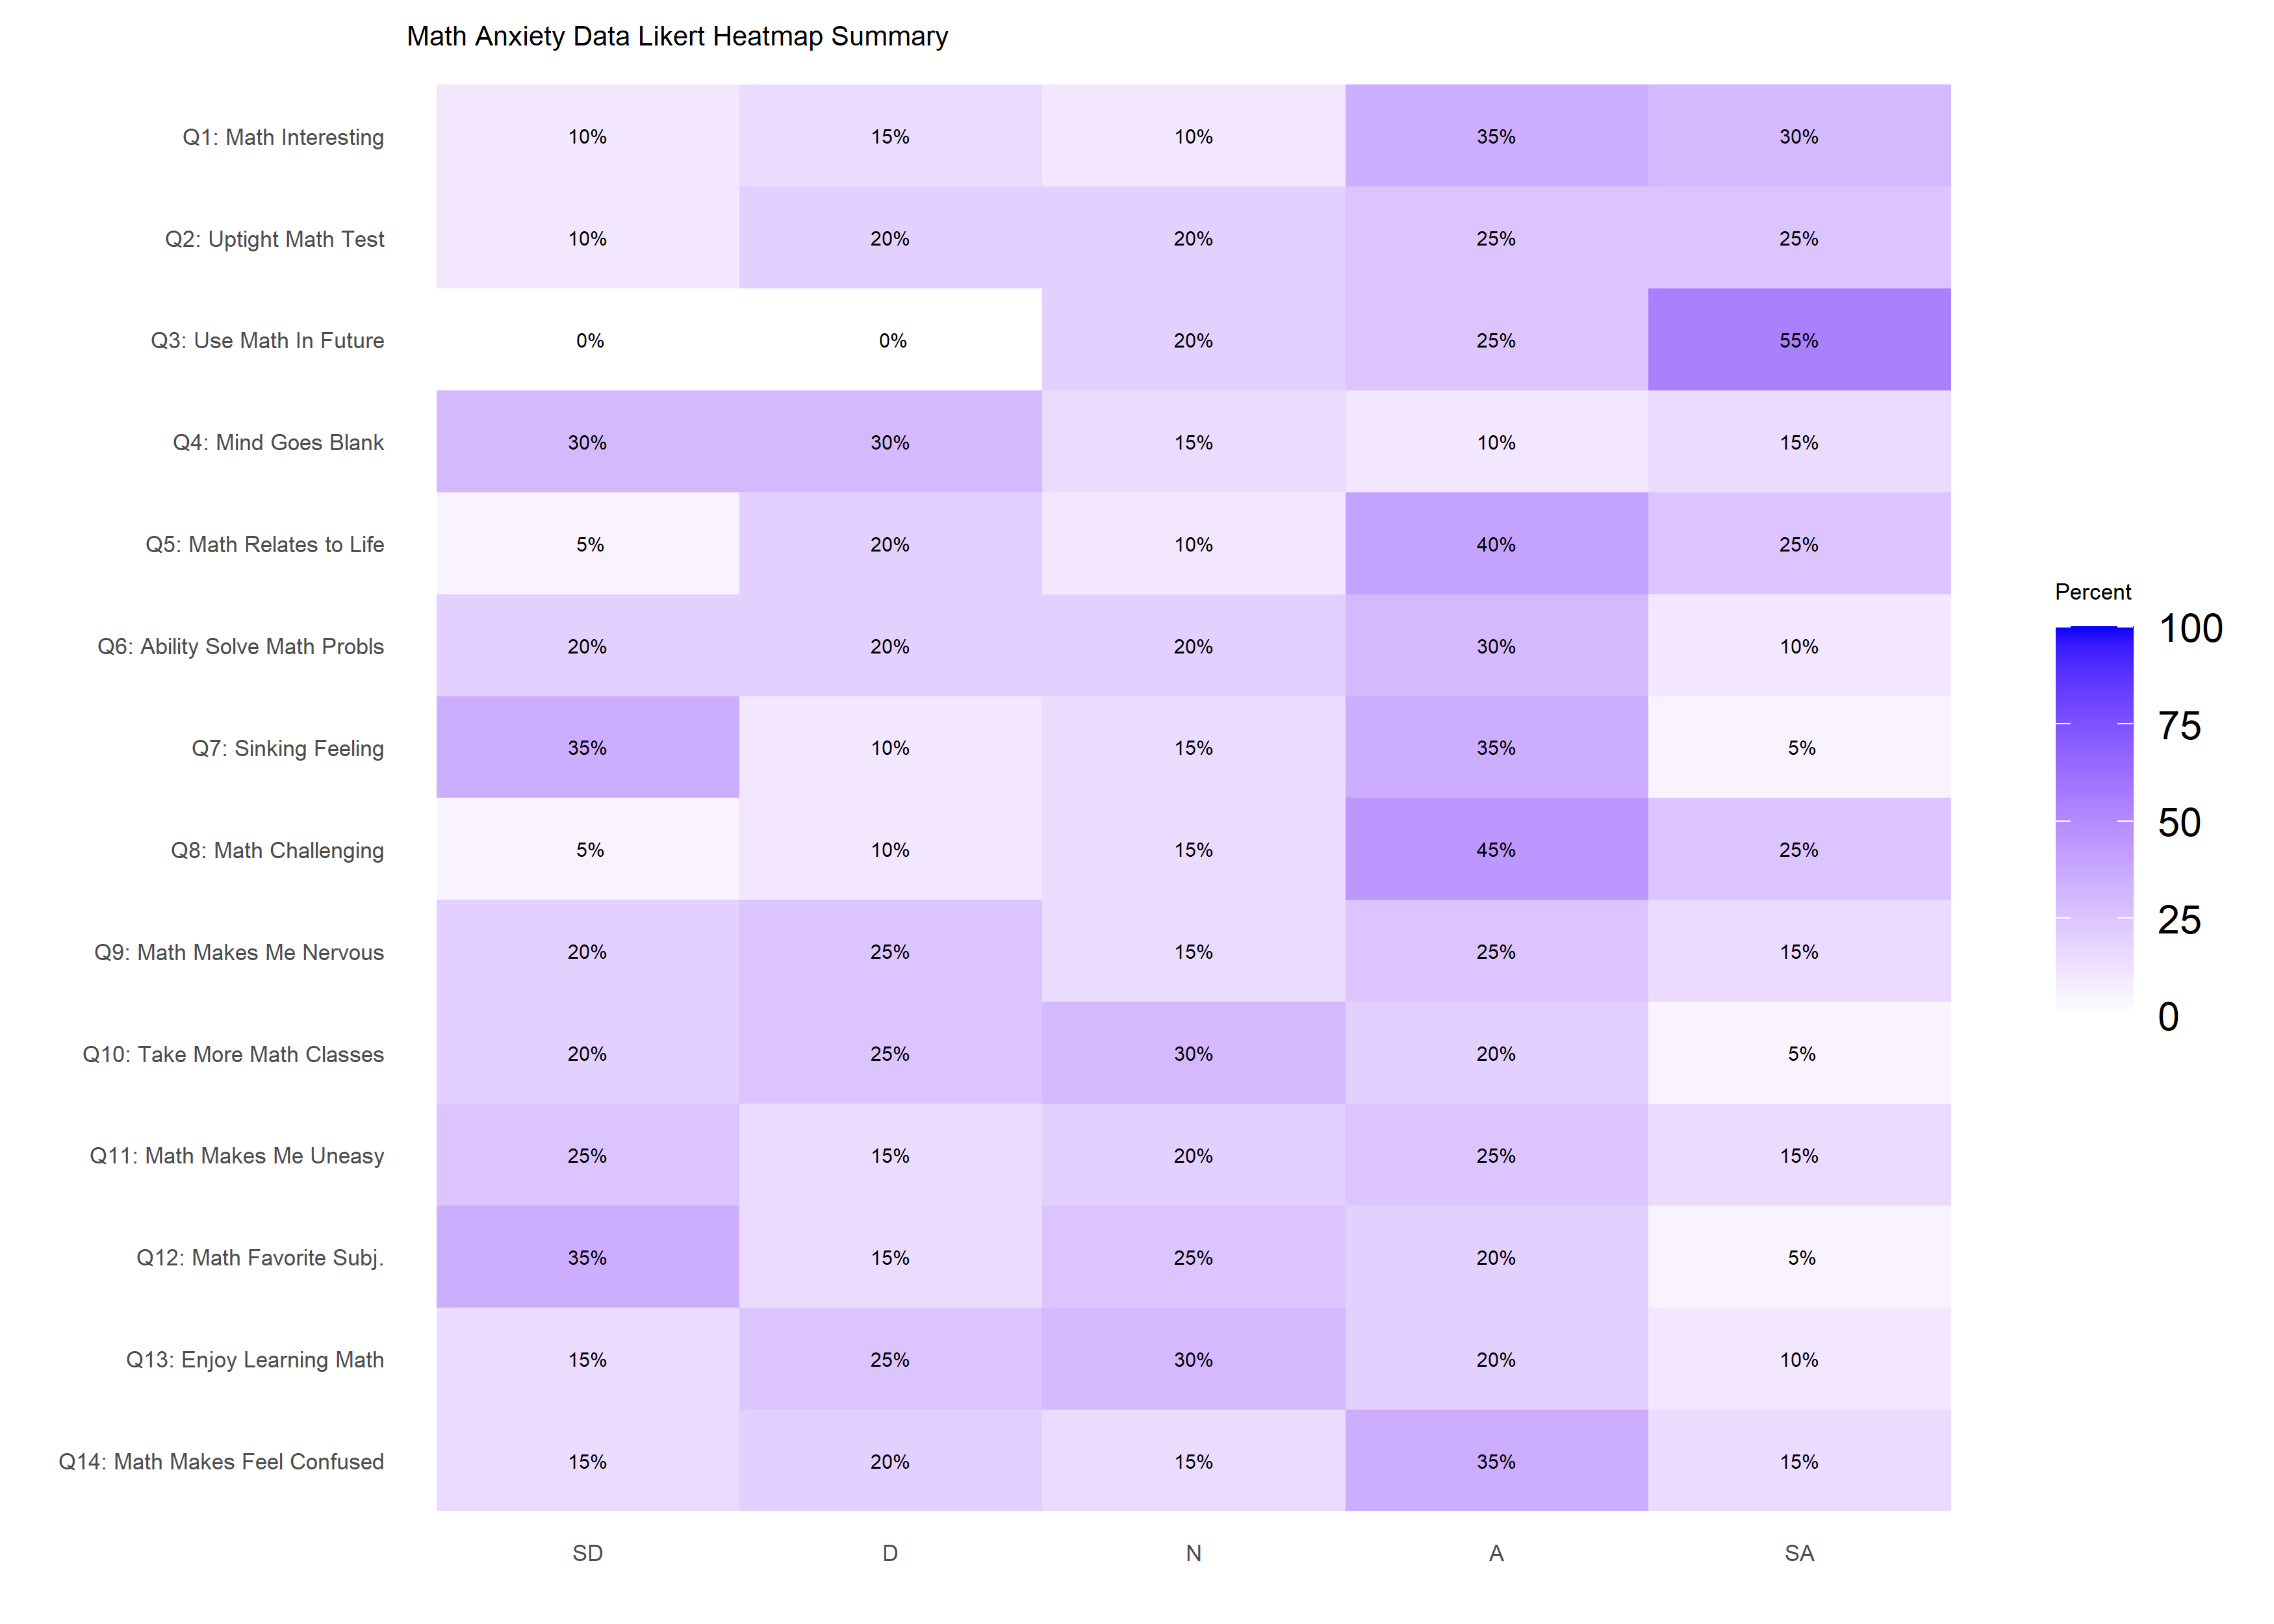 Math Anxiety Data Likert Heatmap Summary
Q1: Math Interesting 10% 15% 10% 35% 30%
Q2: Uptight Math Test 10% 20% 20% 25% 25%
Q3: Use Math In Future 0% 0% 20% 25% 55%
Q4: Mind Goes Blank 30% 30% 15% 10% 15%
Q5: Math Relates to Life 5% 20% 10% 40% 25%
Q6: Ability Solve Math Probls 20% 20% 20% 30% 10%
Q7: Sinking Feeling 35% 10% 15% 35% 5%
Q8: Math Challenging 5% 10% 15% 45% 25%
Q9: Math Makes Me Nervous 20% 25% 15% 25% 15%
Q10: Take More Math Classes 20% 25% 30% 20% 5%
Q11: Math Makes Me Uneasy 25% 15% 20% 25% 15%
Q12: Math Favorite Subj. 35% 15% 25% 20% 5%
Q13: Enjoy Learning Math 15% 25% 30% 20% 10%
Q14: Math Makes Feel Confused 15% 20% 15% 35% 15%
SD D N A SA
Percent
100
75
50
25
0